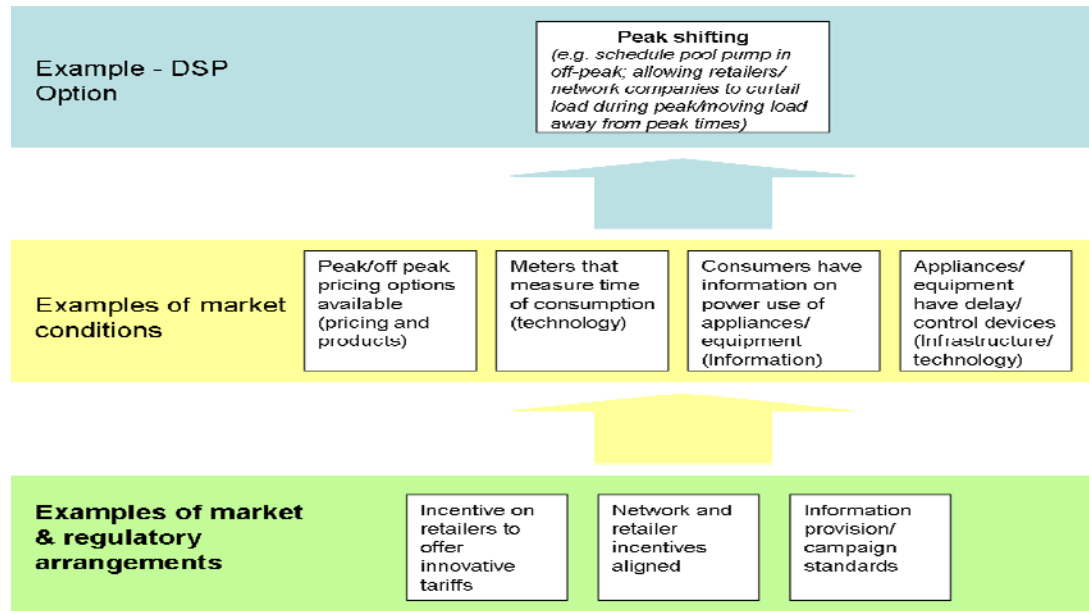 Example - DSP
Option
Peak shifting
(e.g. schedule pool pump in
off-peak; allowing retailers/
network companies to curtail
load during peak/moving load
away from peak times)
Examples of market
conditions
Peak/off peak
pricing options
available
(pricing and
products)
Meters that
measure time
of consumption
(technology)
Consumers have
information on
power use of
appliances/
equipment
(Information)
Appliances/
equipment
have delay/
control devices
(Infrastructure/
technology)
Examples of market
& regulatory
arrangements
Incentive on
retailers to
offer
innovative
tariffs
Network and
retailer
incentives
aligned
Information
provision/
campaign
standards